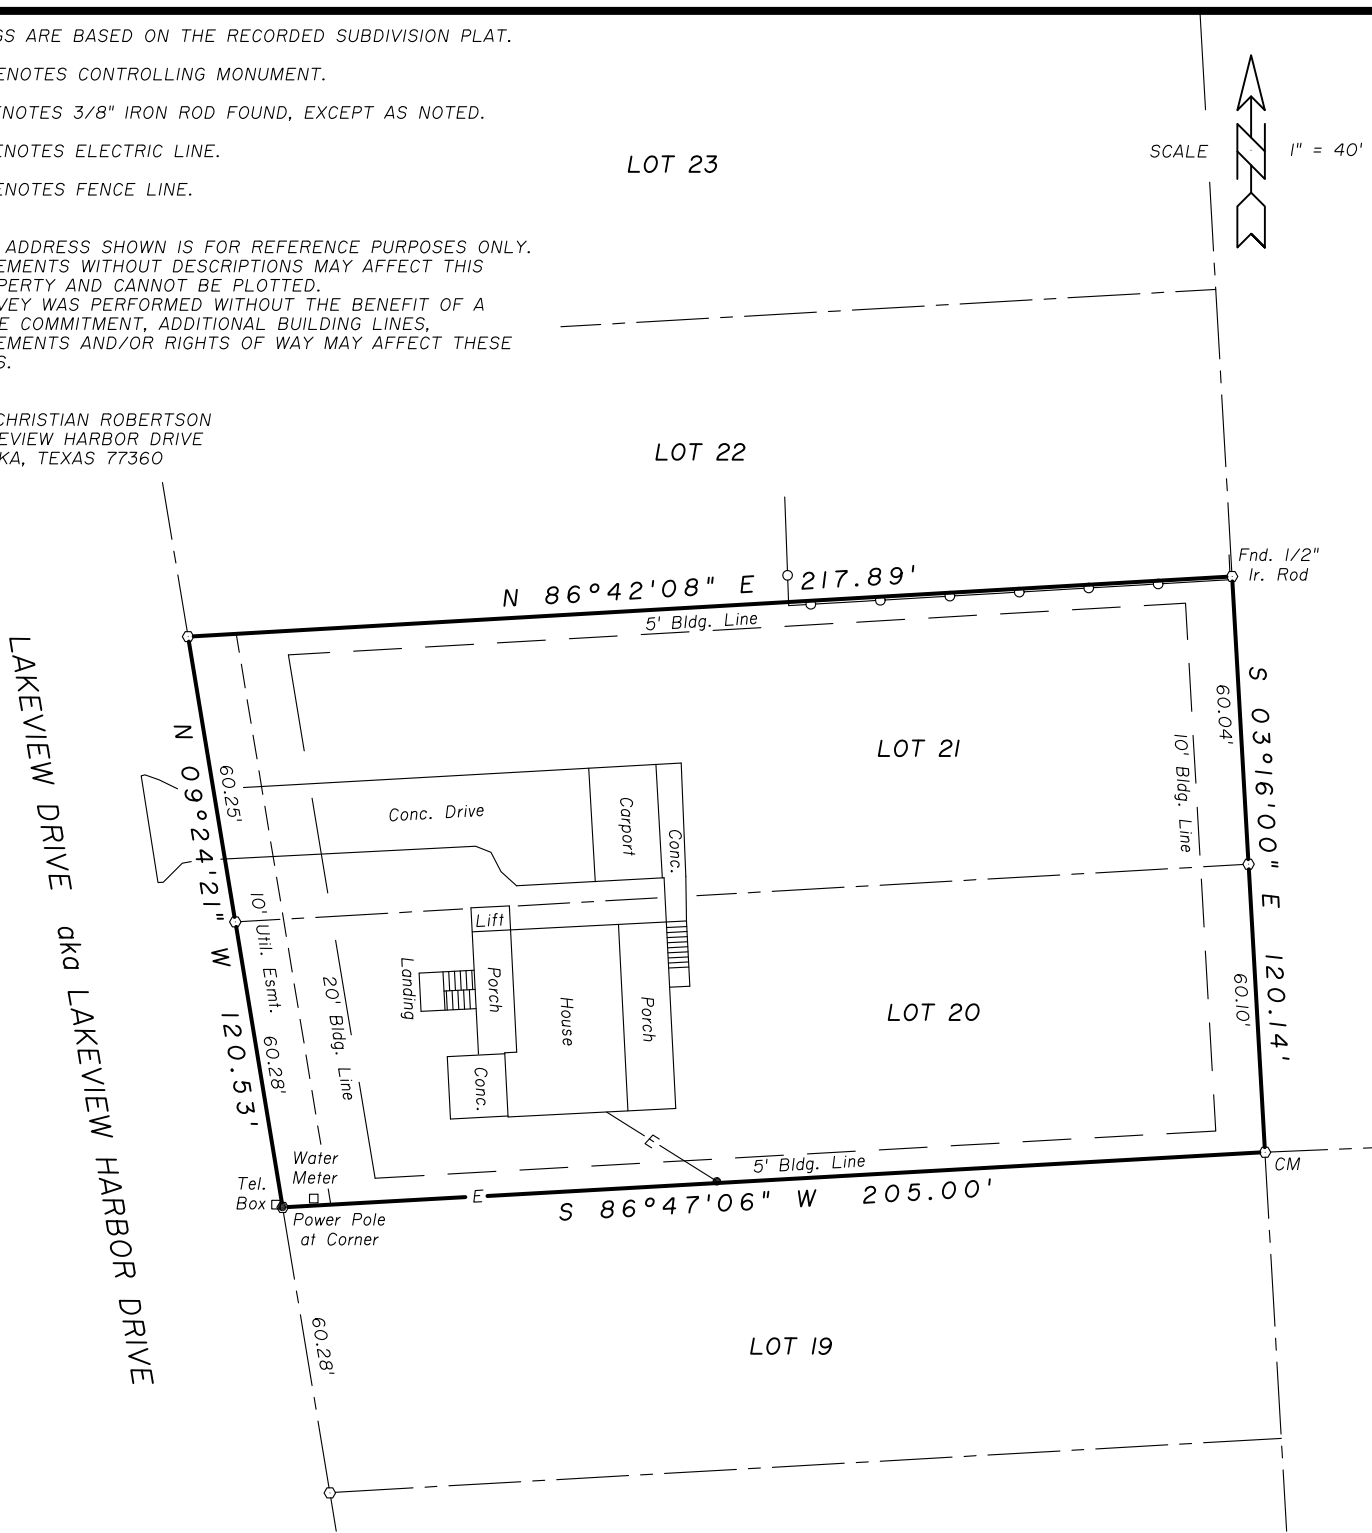 GS ARE BASED ON THE RECORDED SUBDIVISION PLAT.
ENOTES CONTROLLING MONUMENT.
ENOTES 3/8" IRON ROD FOUND, EXCEPT AS NOTED.
ENOTES ELECTRIC LINE.
ENOTES FENCE LINE.
ADDRESS SHOWN IS FOR REFERENCE PURPOSES ONLY.
EMENTS WITHOUT DESCRIPTIONS MAY AFFECT THIS
PERTY AND CANNOT BE PLOTTED.
VEY WAS PERFORMED WITHOUT THE BENEFIT OF A
E COMMITMENT, ADDITIONAL BUILDING LINES,
EMENTS AND/OR RIGHTS OF WAY MAY AFFECT THESE
S.
CHRISTIAN ROBERTSON
EVIEW HARBOR DRIVE
KA, TEXAS 77360
SCALE 1" = 40'
N
LOT 23
LOT 22
Fnd. 1/2"
Ir. Rod
N 86°42'08" E 217.89'
5' Bldg. Line
LAKEVIEW DRIVE aka LAKEVIEW HARBOR DRIVE
N 09°24'21" W 120.53'
60.25'
10' Util. Esmt.
60.28'
20' Bldg. Line
Conc. Drive
Carport
Conc.
LOT 21
10' Bldg. Line
60.04'
S 03°16'00" E 120.14'
60.10'
Lift
Landing
Porch
House
Porch
Conc.
LOT 20
E
Water
Meter
Tel.
Box
Power Pole
at Corner
E
5' Bldg. Line
S 86°47'06" W 205.00'
CM
60.28'
LOT 19